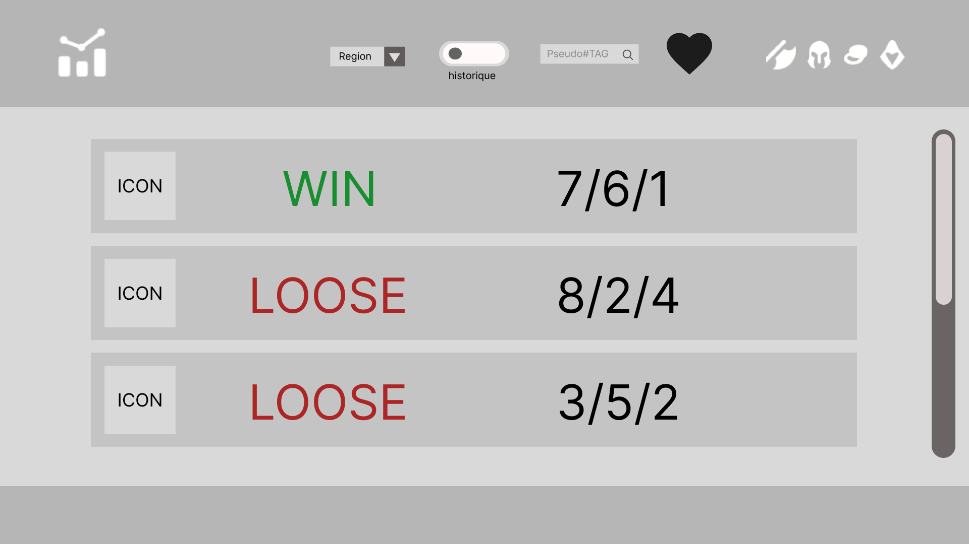 Region
historique
Pseudo#TAG
ICON WIN 7/6/1
ICON LOOSE 8/2/4
ICON LOOSE 3/5/2